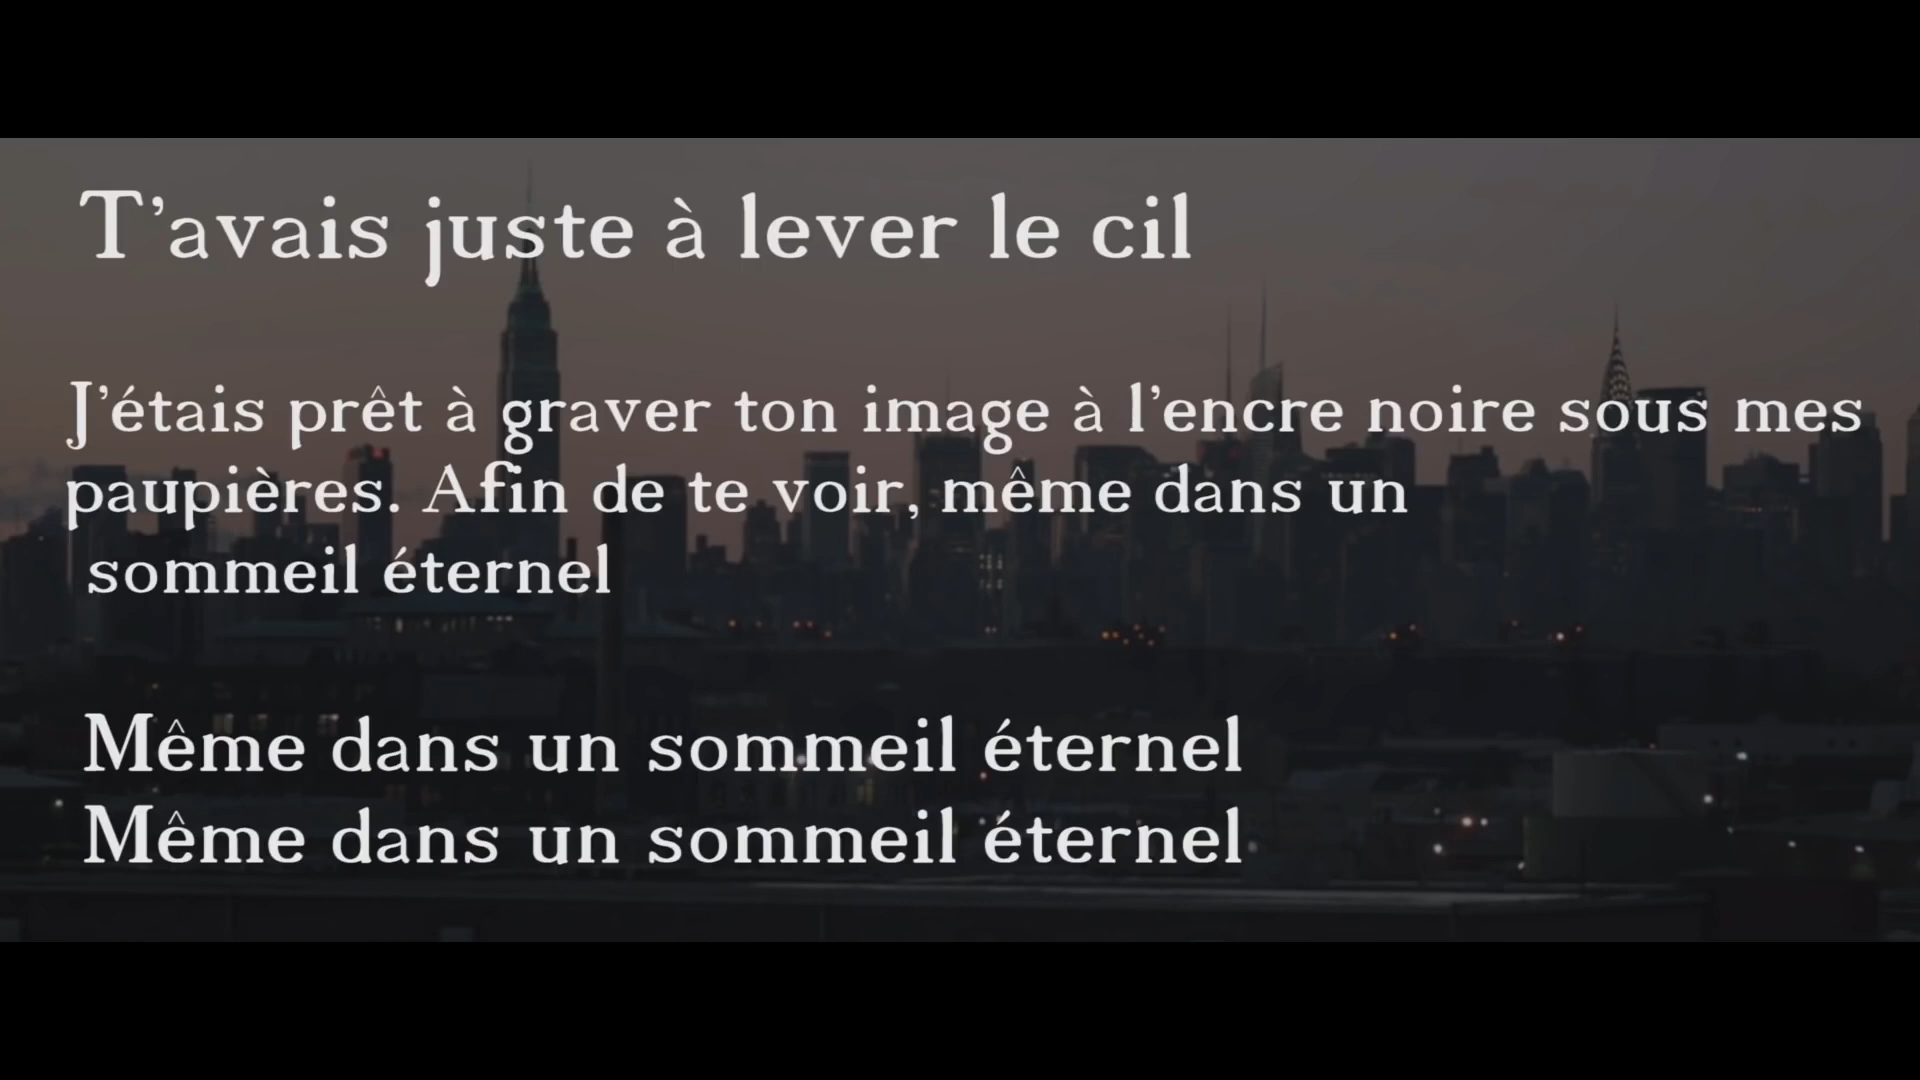 T’avais juste à lever le cil
J’étais prêt à graver ton image à l’encre noire sous mes
paupières. Afin de te voir, même dans un
sommeil éternel
Même dans un sommeil éternel
Même dans un sommeil éternel